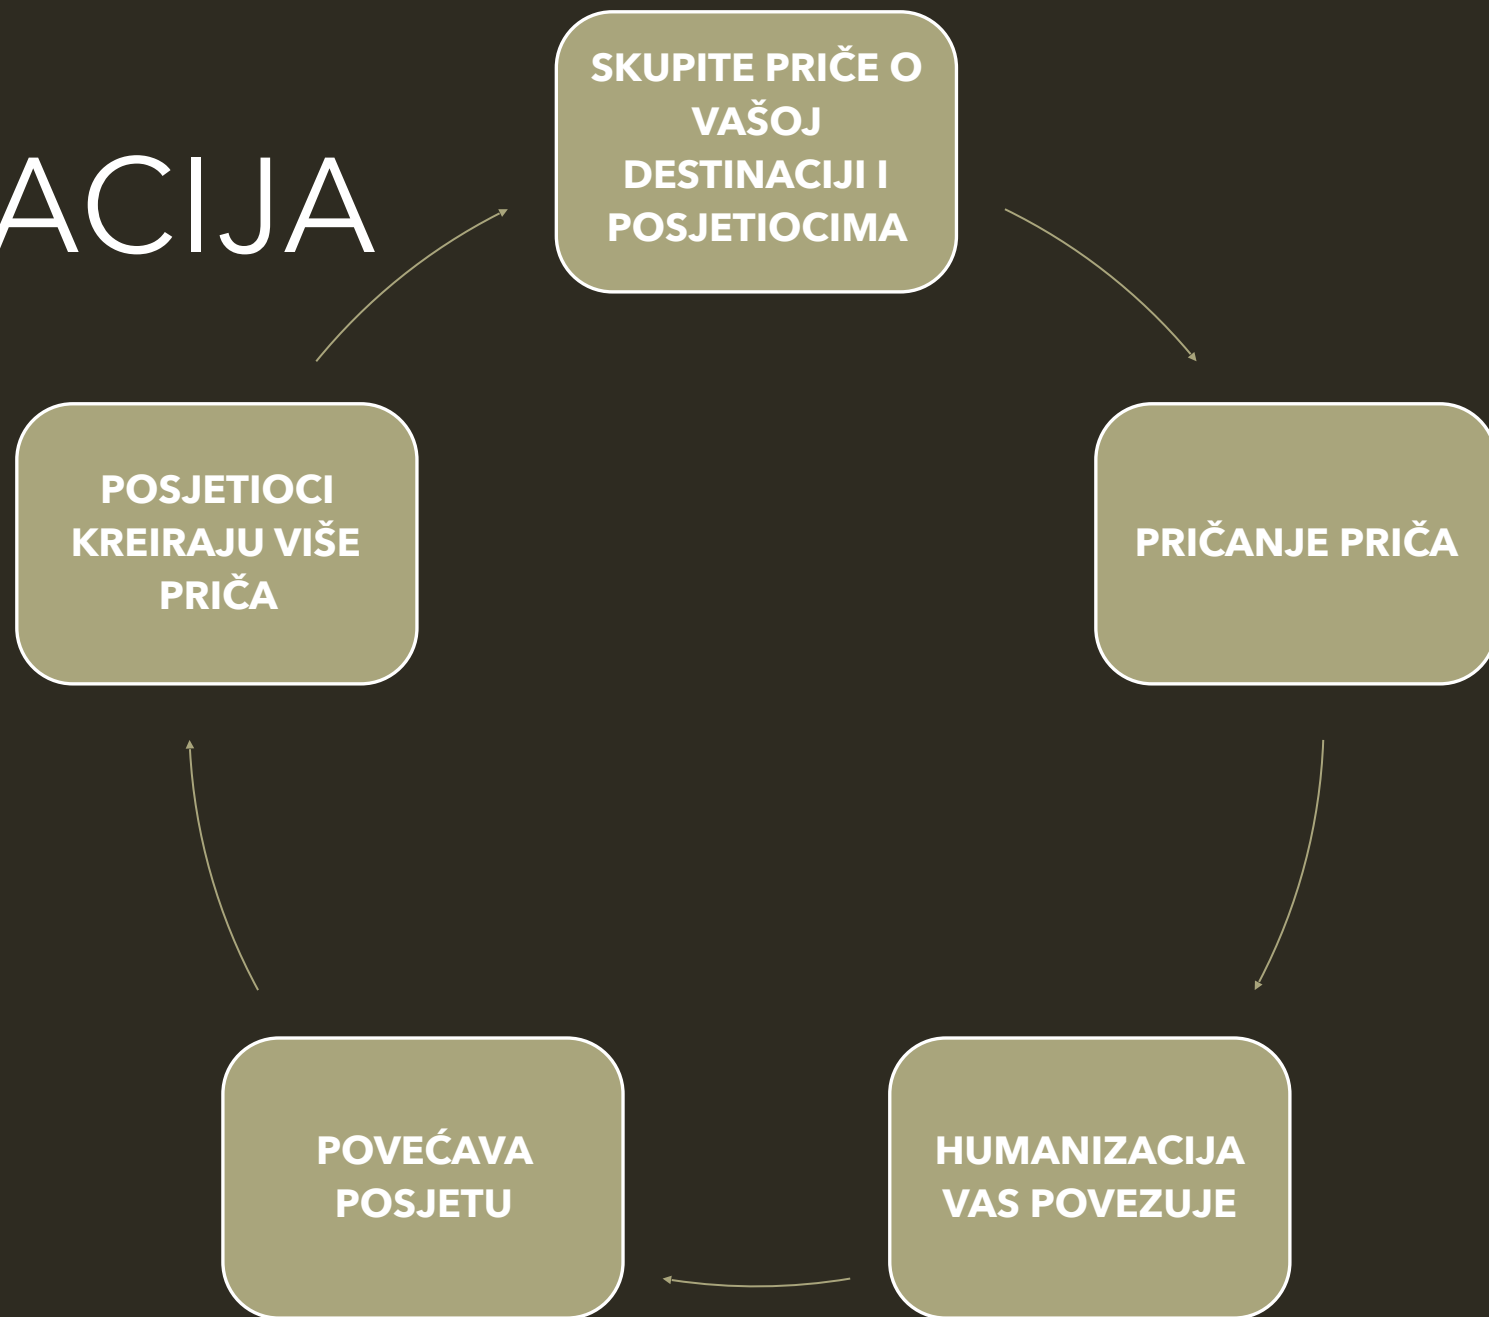 ACIJA
SKUPITE PRIČE O
VAŠOJ
DESTINACIJI I
POSJETIOCIMA
PRIČANJE PRIČA
HUMANIZACIJA
VAS POVEZUJE
POVEĆAVA
POSJETU
POSJETIOCI
KREIRAJU VIŠE
PRIČA